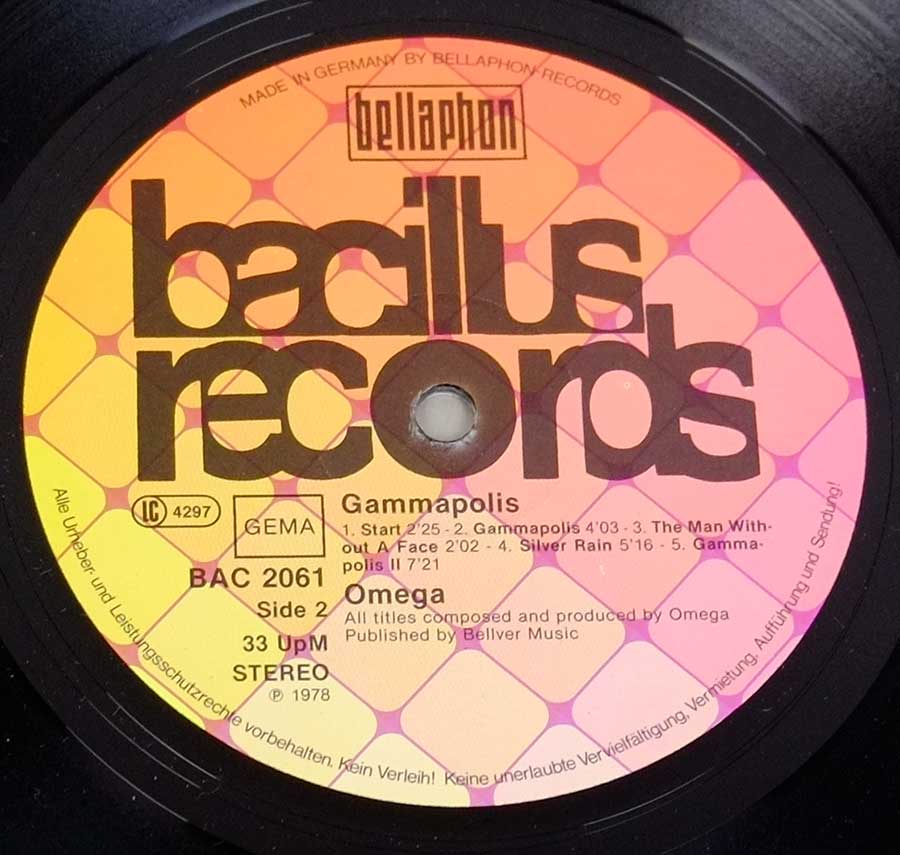 MADE IN GERMANY BY BELLAPHON RECORDS
bellaphon
bacillus
records
LC 4297
GEMA
BAC 2061
Side 2
33 UpM
STEREO
℗ 1978
Gammapolis
1. Start 2'25 - 2. Gammapolis 4'03 - 3. The Man With-
out A Face 2'02 - 4. Silver Rain 5'16 - 5. Gamma-
polis II 7'21
Omega
All titles composed and produced by Omega
Published by Bellver Music
Alle Urheber- und Leistungsschutzrechte vorbehalten. Kein Verleih! Keine unerlaubte Vervielfältigung, Vermietung, Aufführung und Sendung!